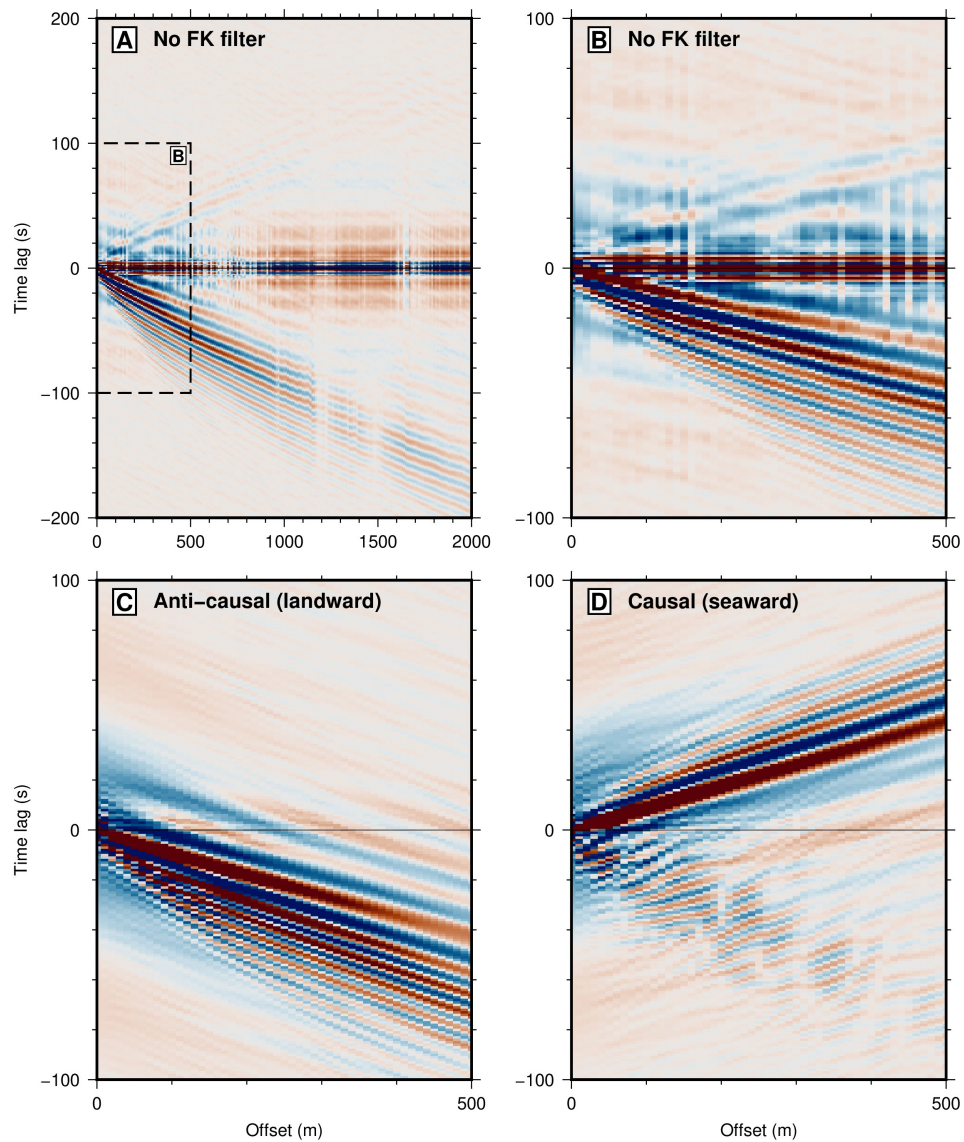 200
100
0
−100
−200
Time lag (s)
A No FK filter
B
0 500 1000 1500 2000
100
0
−100
B No FK filter
0 500
100
0
−100
Time lag (s)
C Anti−causal (landward)
0 500
Offset (m)
100
0
−100
D Causal (seaward)
0 500
Offset (m)